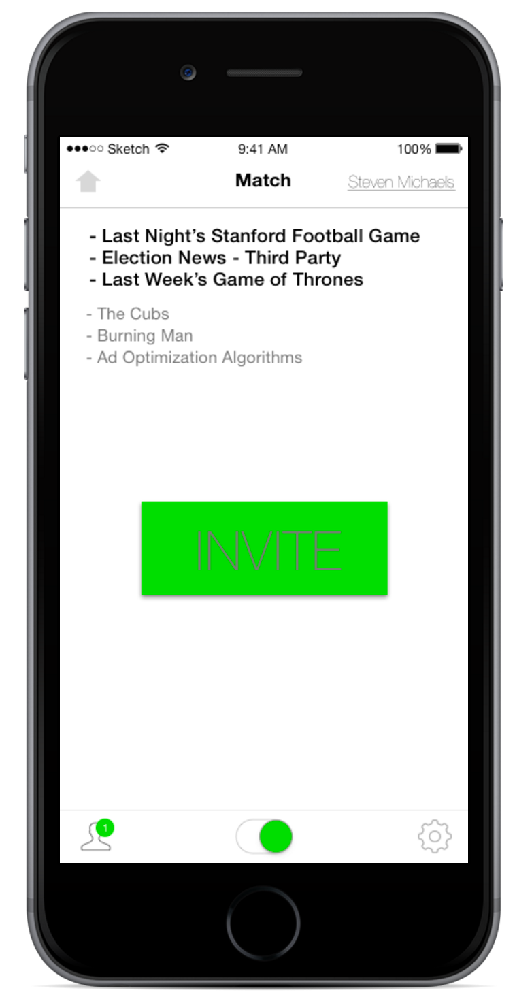 Sketch 9:41 AM 100%
Match Steven Michaels
- Last Night’s Stanford Football Game
- Election News - Third Party
- Last Week’s Game of Thrones
- The Cubs
- Burning Man
- Ad Optimization Algorithms
INVITE
1